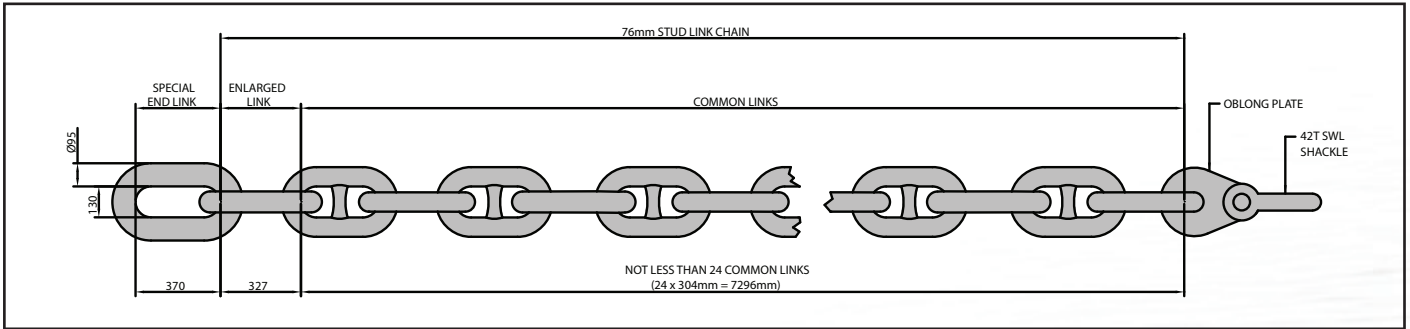 76mm STUD LINK CHAIN
SPECIAL
END LINK
ENLARGED
LINK
COMMON LINKS
OBLONG PLATE
42T SWL
SHACKLE
Ø95
130
370
327
NOT LESS THAN 24 COMMON LINKS
(24 x 304mm = 7296mm)